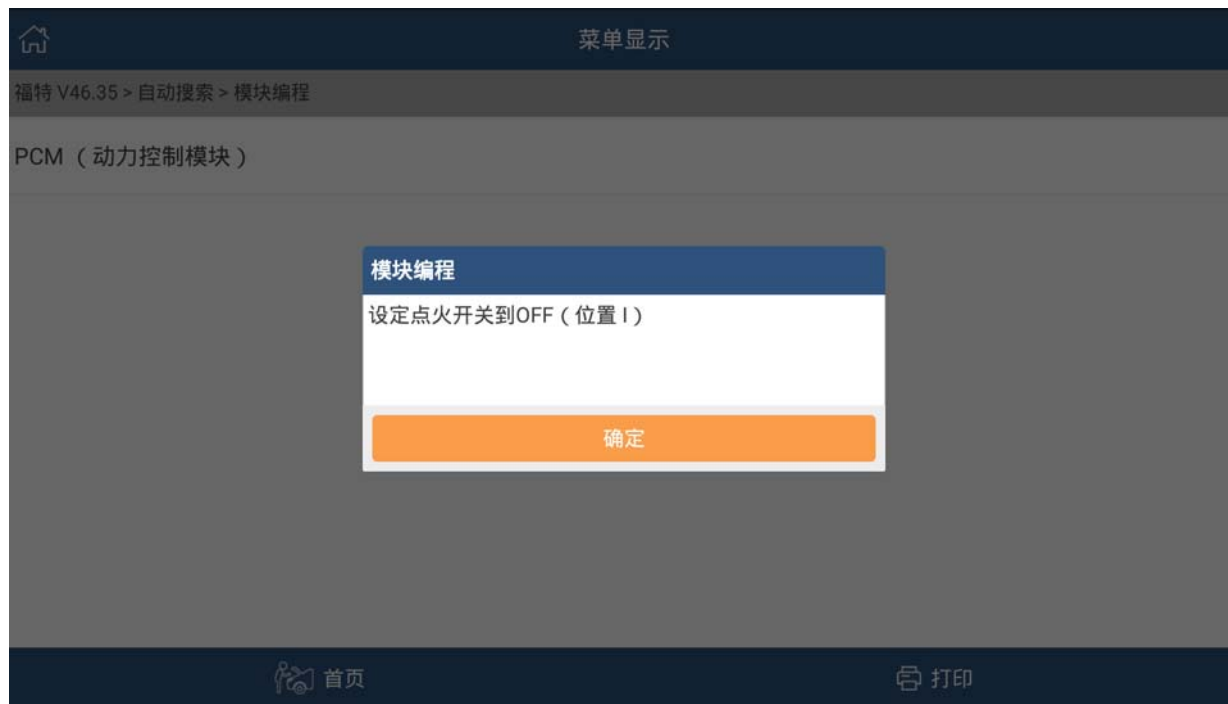 菜单显示
福特 V46.35 > 自动搜索 > 模块编程
PCM （动力控制模块）
模块编程
设定点火开关到OFF（位置 I）
确定
首页
打印